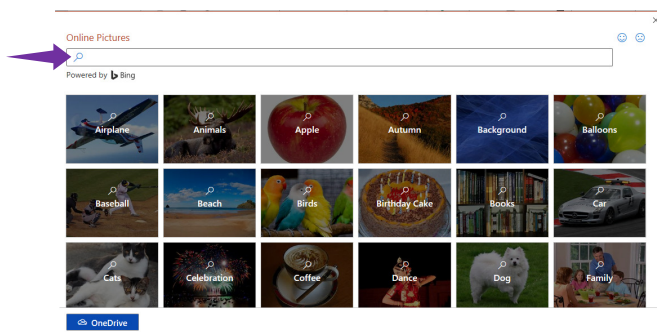 Online Pictures
Powered by Bing
Airplane Animals Apple Autumn Background Balloons
Baseball Beach Birds Birthday Cake Books Car
Cats Celebration Coffee Dance Dog Family
OneDrive